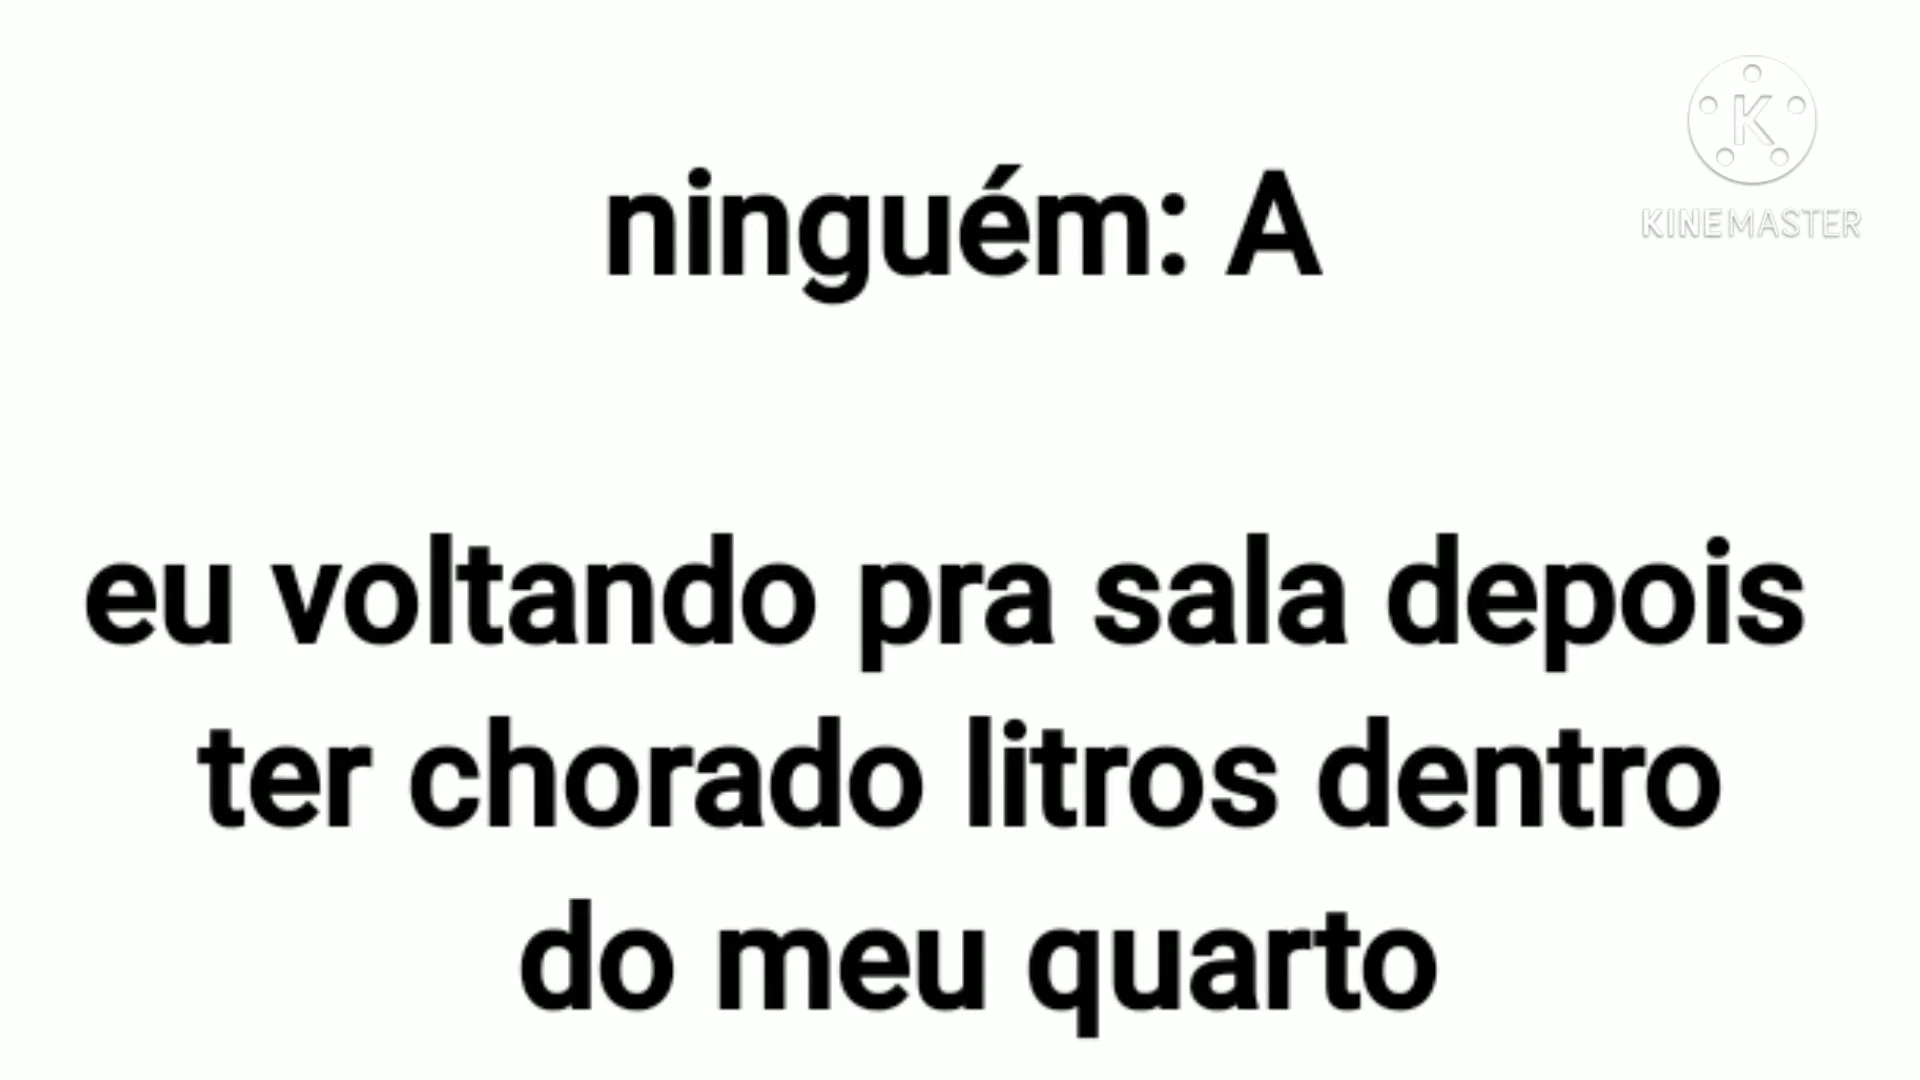 KINEMASTER
ninguém: A
eu voltando pra sala depois
ter chorado litros dentro
do meu quarto